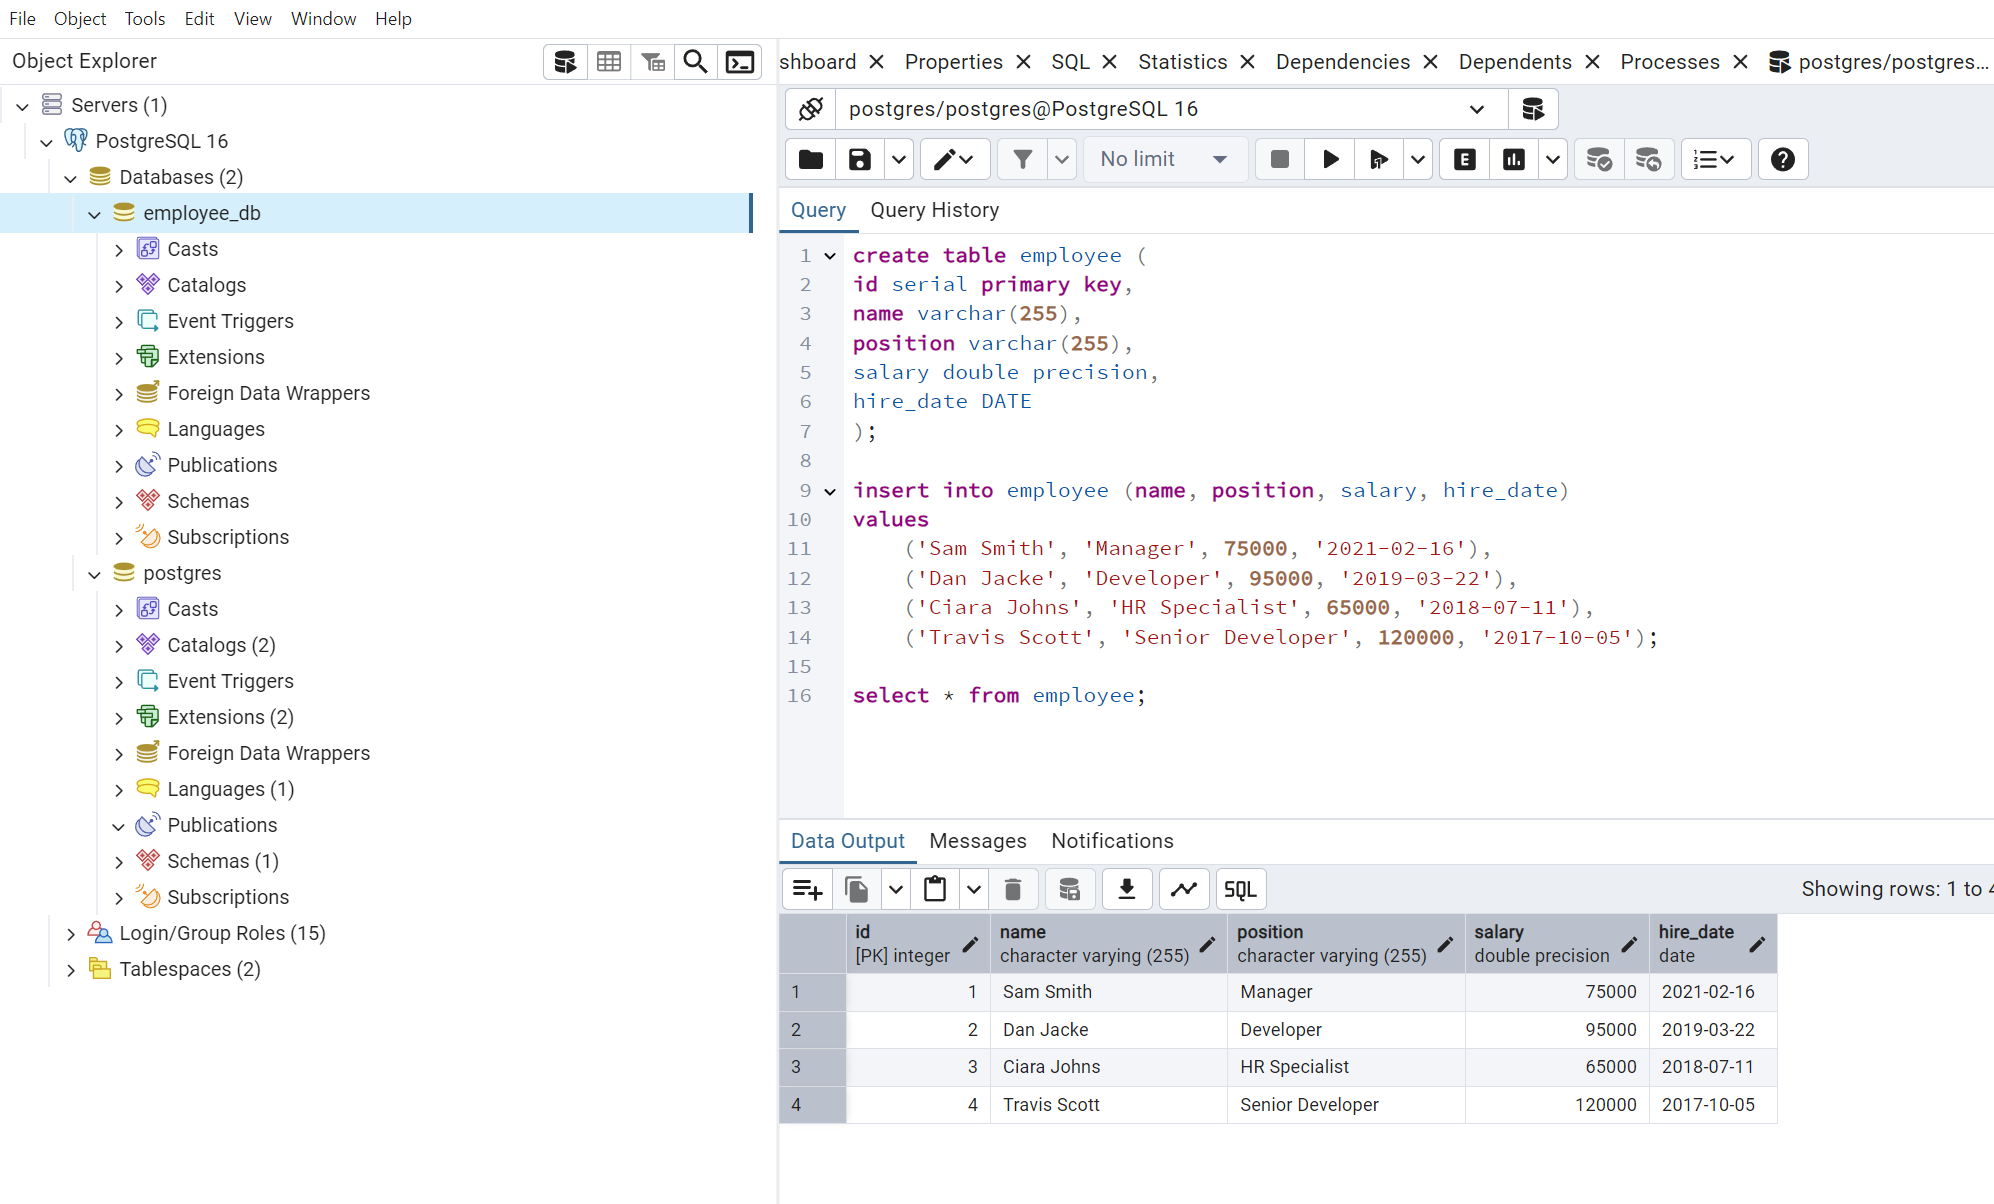 File Object Tools Edit View Window Help
Object Explorer
Servers (1)
PostgreSQL 16
Databases (2)
employee_db
Casts
Catalogs
Event Triggers
Extensions
Foreign Data Wrappers
Languages
Publications
Schemas
Subscriptions
postgres
Casts
Catalogs (2)
Event Triggers
Extensions (2)
Foreign Data Wrappers
Languages (1)
Publications
Schemas (1)
Subscriptions
Login/Group Roles (15)
Tablespaces (2)
shboard Properties SQL Statistics Dependencies Dependents Processes postgres/postgres...
postgres/postgres@PostgreSQL 16
No limit E
Query Query History
1 create table employee (
2 id serial primary key,
3 name varchar(255),
4 position varchar(255),
5 salary double precision,
6 hire_date DATE
7 );
8
9 insert into employee (name, position, salary, hire_date)
10 values
11 ('Sam Smith', 'Manager', 75000, '2021-02-16'),
12 ('Dan Jacke', 'Developer', 95000, '2019-03-22'),
13 ('Ciara Johns', 'HR Specialist', 65000, '2018-07-11'),
14 ('Travis Scott', 'Senior Developer', 120000, '2017-10-05');
15
16 select * from employee;
Data Output Messages Notifications
SQL Showing rows: 1 to 4
id name position salary hire_date
[PK] integer character varying (255) character varying (255) double precision date
1 1 Sam Smith Manager 75000 2021-02-16
2 2 Dan Jacke Developer 95000 2019-03-22
3 3 Ciara Johns HR Specialist 65000 2018-07-11
4 4 Travis Scott Senior Developer 120000 2017-10-05